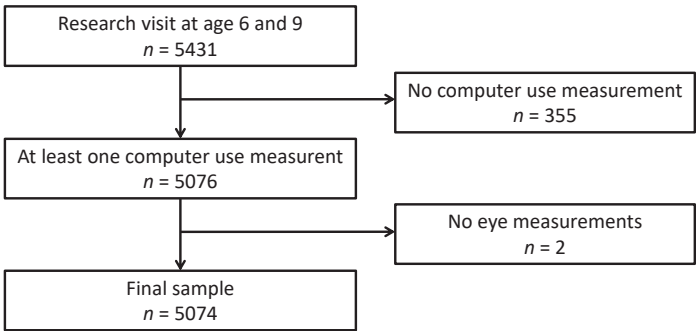 Research visit at age 6 and 9
n = 5431
No computer use measurement
n = 355
At least one computer use measurent
n = 5076
No eye measurements
n = 2
Final sample
n = 5074